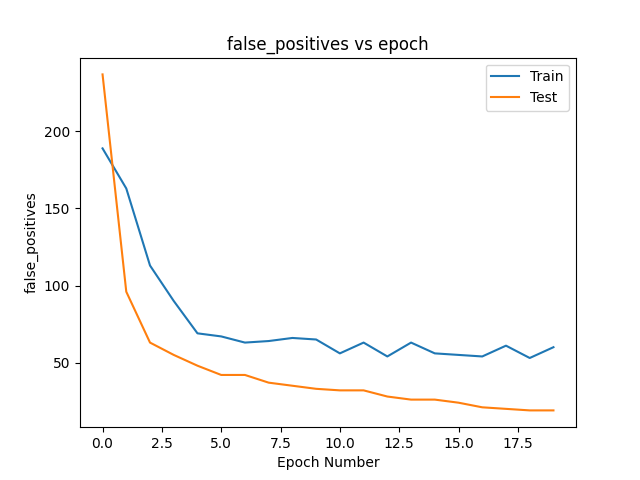 false_positives vs epoch
Train
Test
false_positives
200
150
100
50
0.0 2.5 5.0 7.5 10.0 12.5 15.0 17.5
Epoch Number